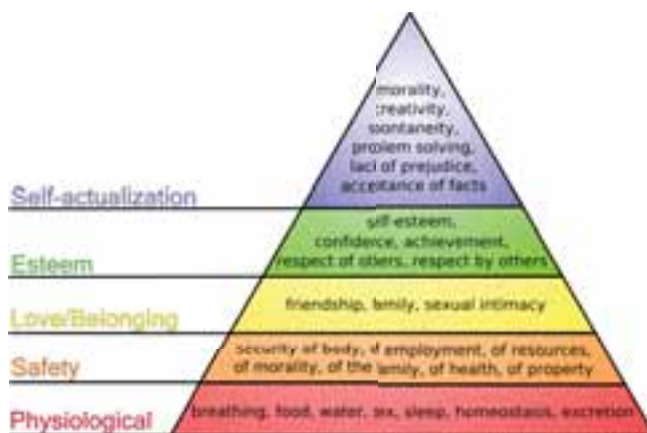 morality,
creativity,
spontaneity,
problem solving,
lack of prejudice,
acceptance of facts
Self-actualization
self-esteem,
confidence, achievement,
respect of others, respect by others
Esteem
friendship, family, sexual intimacy
Love/Belonging
security of body, of employment, of resources,
of morality, of the family, of health, of property
Safety
breathing, food, water, sex, sleep, homeostasis, excretion
Physiological